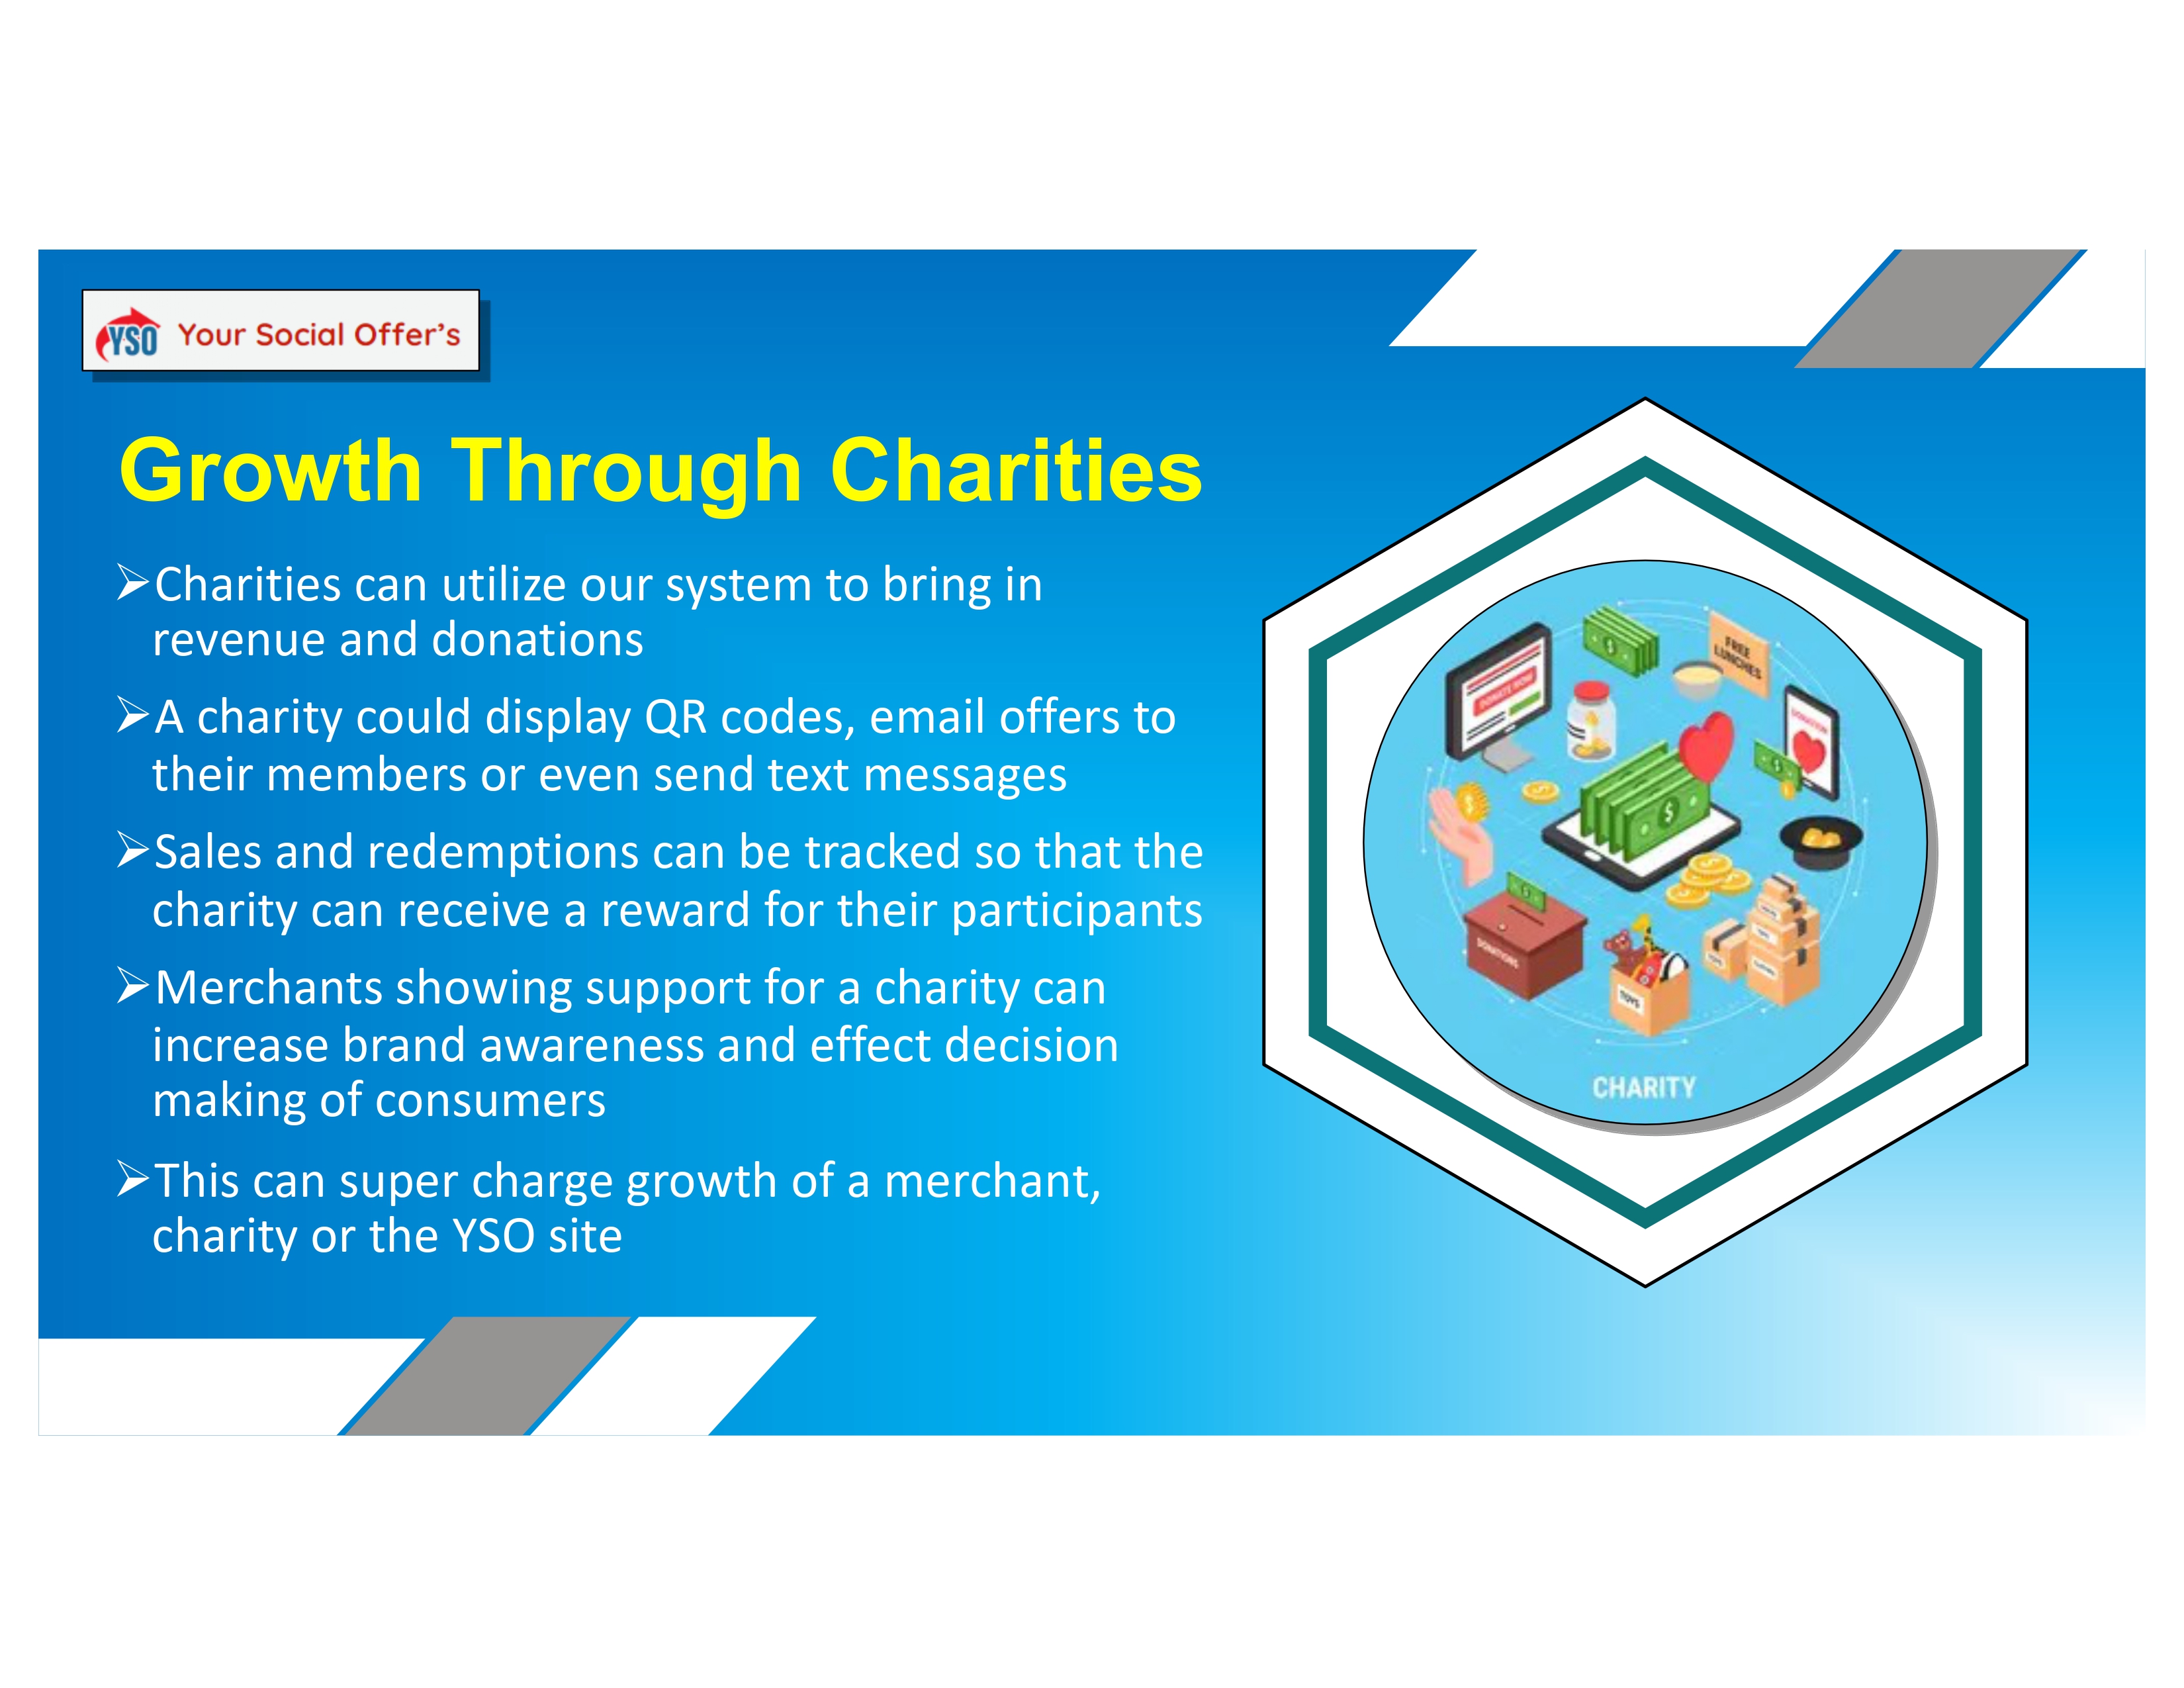 YSO Your Social Offer's
Growth Through Charities
➢Charities can utilize our system to bring in
revenue and donations
➢A charity could display QR codes, email offers to
their members or even send text messages
➢Sales and redemptions can be tracked so that the
charity can receive a reward for their participants
➢Merchants showing support for a charity can
increase brand awareness and effect decision
making of consumers
➢This can super charge growth of a merchant,
charity or the YSO site
FREE
LUNCHES
DONATE NOW
DONATION
DONATIONS
TOYS
CHARITY